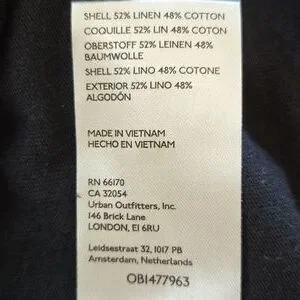 SHELL 52% LINEN 48% COTTON
COQUILLE 52% LIN 48% COTON
OBERSTOFF 52% LEINEN 48%
BAUMWOLLE
SHELL 52% LINO 48% COTONE
EXTERIOR 52% LINO 48%
ALGODÓN
MADE IN VIETNAM
HECHO EN VIETNAM
RN 66170
CA 32054
Urban Outfitters, Inc.
146 Brick Lane
LONDON, E1 6RU
Leidsestraat 32, 1017 PB
Amsterdam, Netherlands
OB1477963